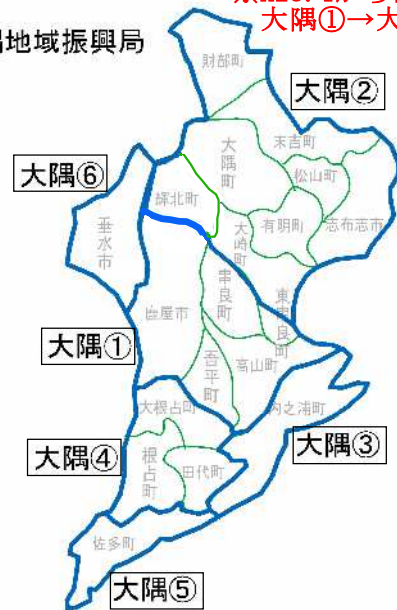 大隅①→大
地域振興局
財部町
大隅②
末吉町
大隅町
松山町
大隅⑥
輝北町
有明町
志布志市
垂水市
大崎町
串良町
東串良町
鹿屋市
大隅①
高山町
吾平町
大根占町
内之浦町
大隅③
大隅④
根占町
田代町
佐多町
大隅⑤